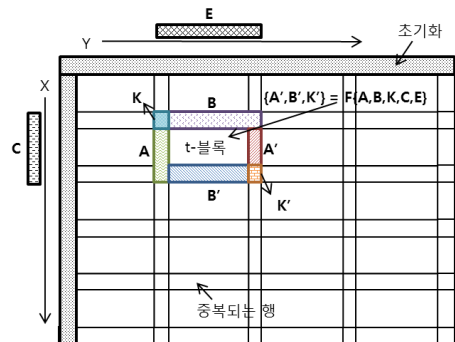 E
Y
초기화
X
K
B
{A′,B′,K′} = F{A,B,K,C,E}
C
A
t-블록
A′
B′
K′
중복되는 행